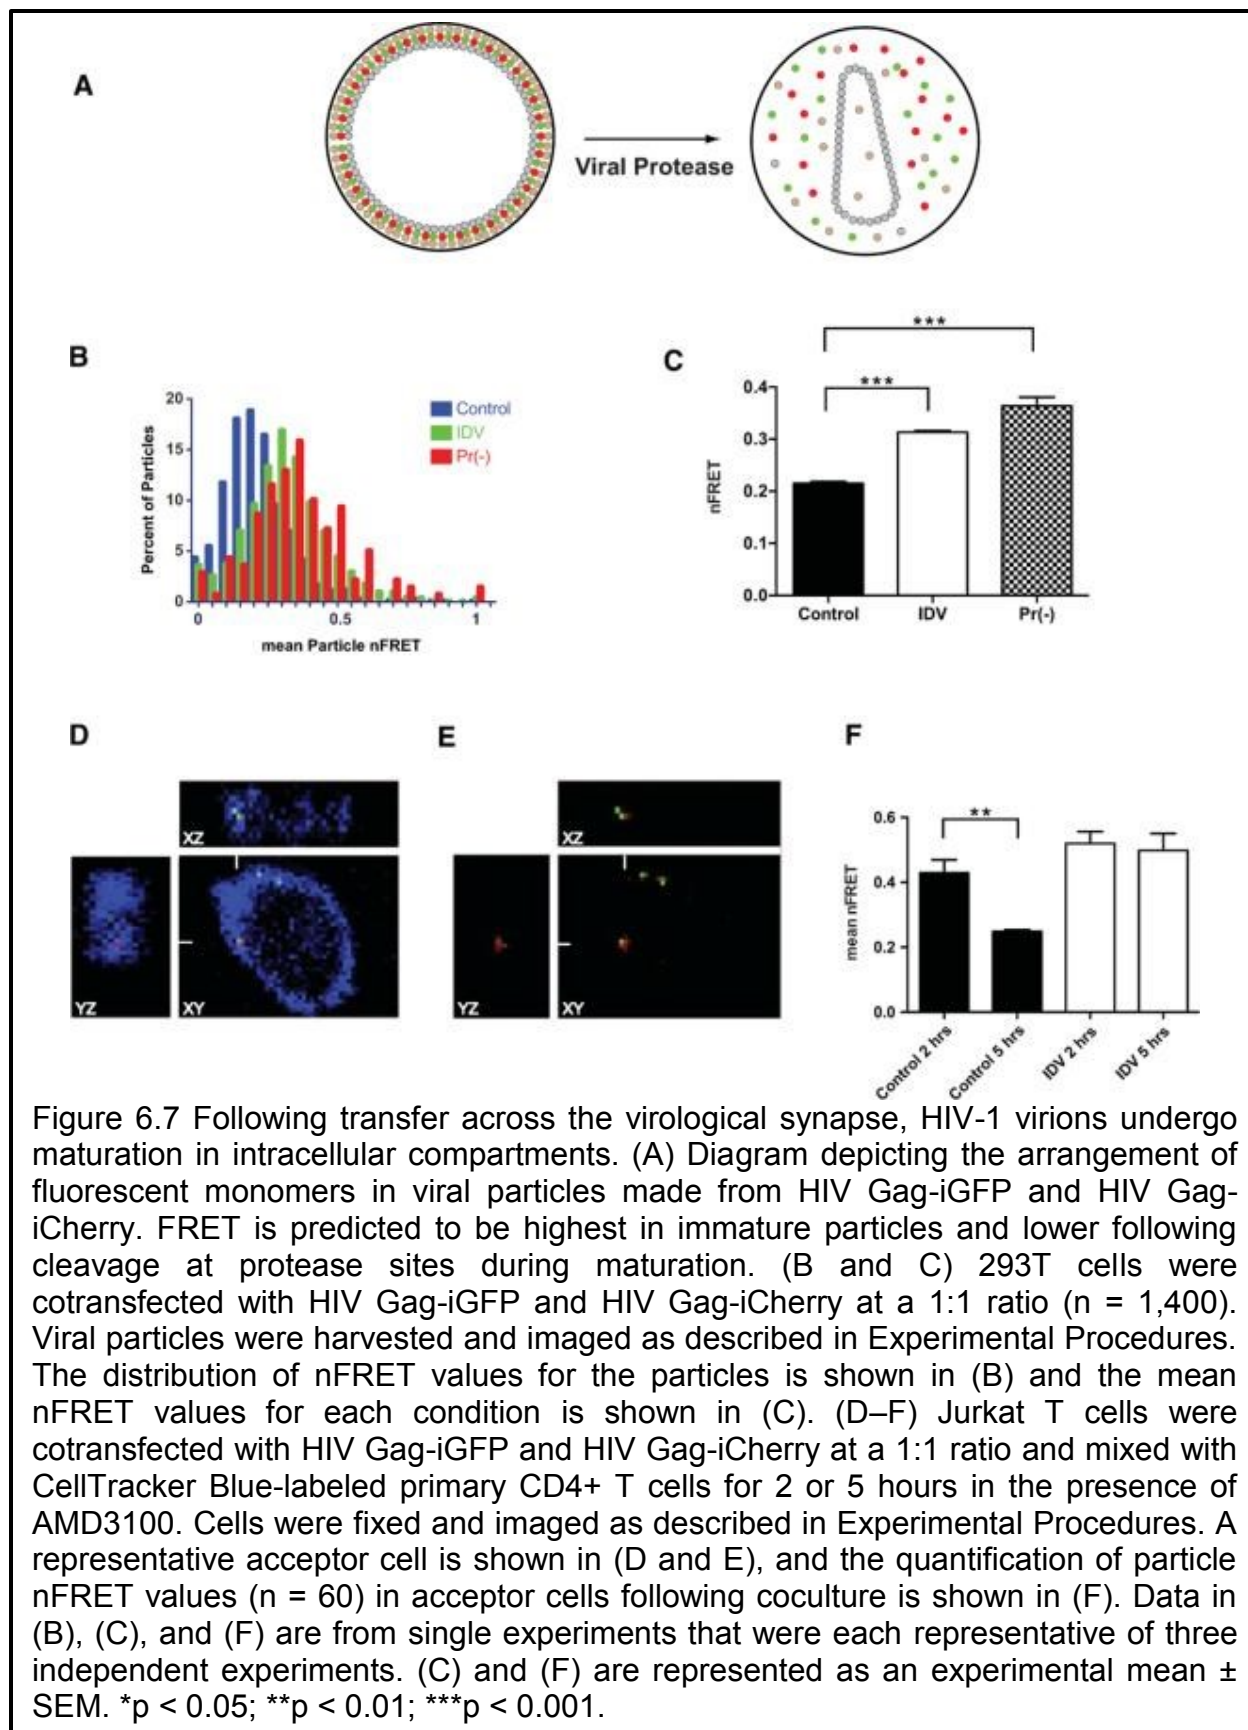 A
Viral Protease
B
20
15
10
5
0
Percent of Particles
Control
IDV
Pr(-)
0
0.5
1
mean Particle nFRET
C
***
***
0.4
0.3
0.2
0.1
0.0
nFRET
Control
IDV
Pr(-)
D
XZ
YZ
XY
E
XZ
YZ
XY
F
**
0.6
0.4
0.2
0.0
mean nFRET
Control 2 hrs
Control 5 hrs
IDV 2 hrs
IDV 5 hrs
Figure 6.7 Following transfer across the virological synapse, HIV-1 virions undergo
maturation in intracellular compartments. (A) Diagram depicting the arrangement of
fluorescent monomers in viral particles made from HIV Gag-iGFP and HIV Gag-
iCherry. FRET is predicted to be highest in immature particles and lower following
cleavage at protease sites during maturation. (B and C) 293T cells were
cotransfected with HIV Gag-iGFP and HIV Gag-iCherry at a 1:1 ratio (n = 1,400).
Viral particles were harvested and imaged as described in Experimental Procedures.
The distribution of nFRET values for the particles is shown in (B) and the mean
nFRET values for each condition is shown in (C). (D–F) Jurkat T cells were
cotransfected with HIV Gag-iGFP and HIV Gag-iCherry at a 1:1 ratio and mixed with
CellTracker Blue-labeled primary CD4+ T cells for 2 or 5 hours in the presence of
AMD3100. Cells were fixed and imaged as described in Experimental Procedures. A
representative acceptor cell is shown in (D and E), and the quantification of particle
nFRET values (n = 60) in acceptor cells following coculture is shown in (F). Data in
(B), (C), and (F) are from single experiments that were each representative of three
independent experiments. (C) and (F) are represented as an experimental mean ±
SEM. *p < 0.05; **p < 0.01; ***p < 0.001.